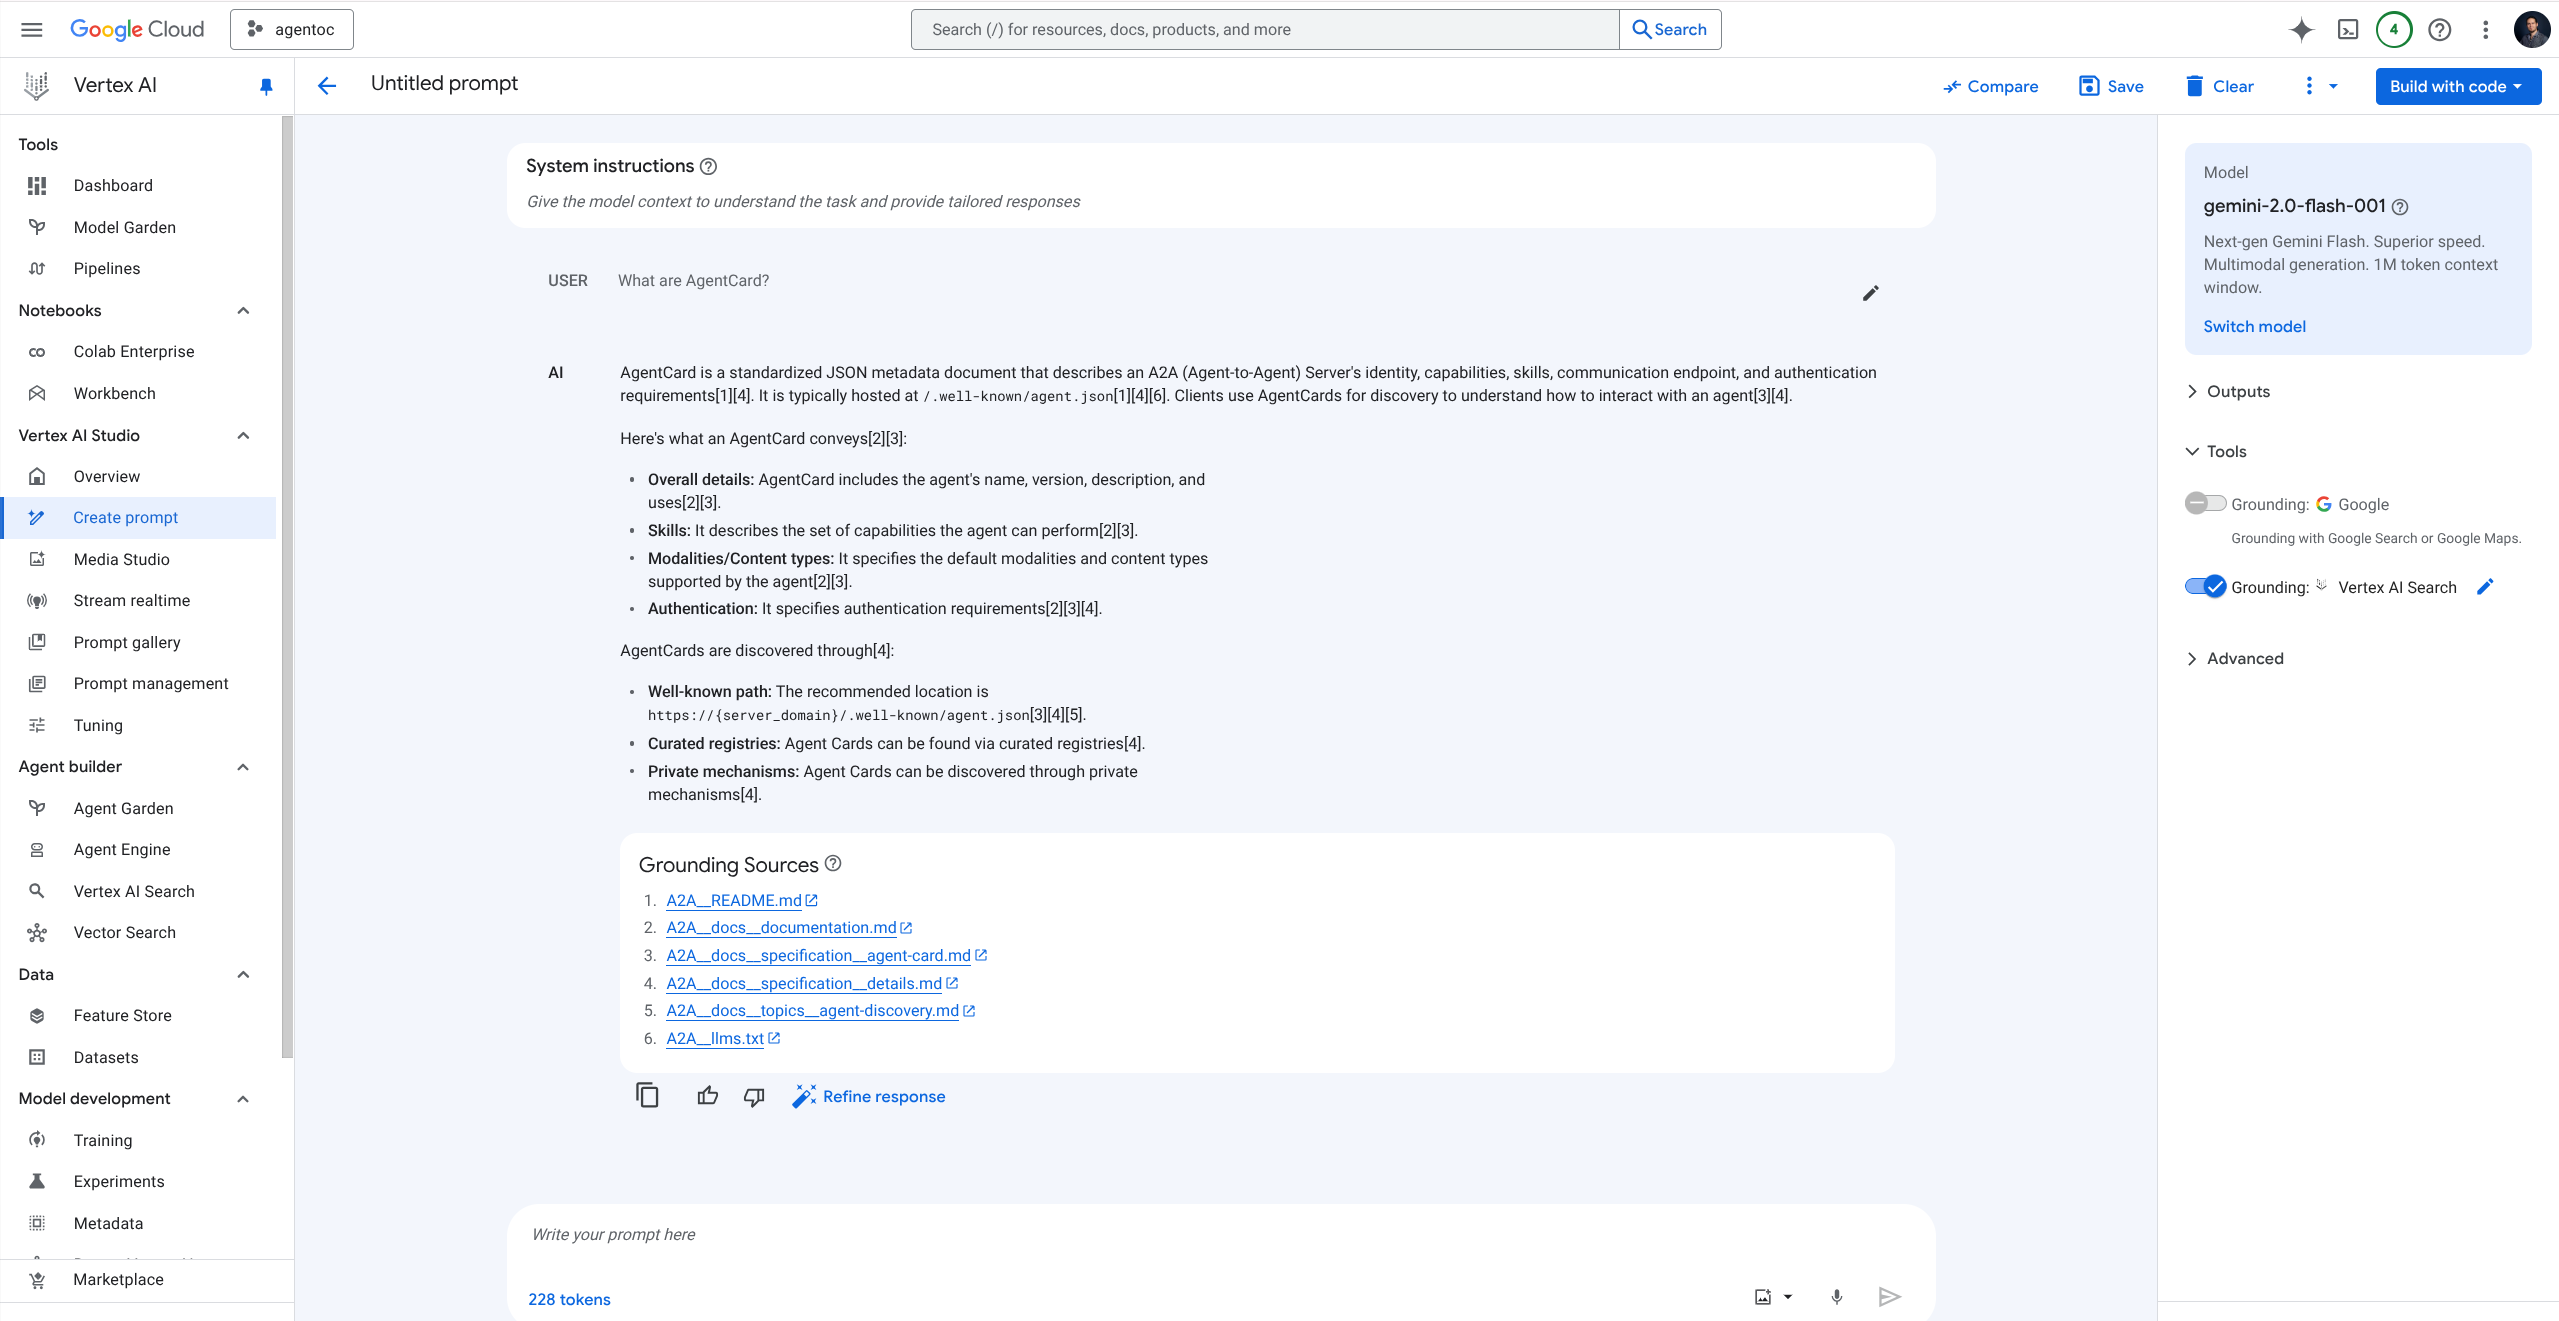 Google Cloud
agentoc
Search (/) for resources, docs, products, and more
Search
4
Vertex AI
Untitled prompt
Compare
Save
Clear
Build with code
Tools
Dashboard
Model Garden
Pipelines
Notebooks
Colab Enterprise
Workbench
Vertex AI Studio
Overview
Create prompt
Media Studio
Stream realtime
Prompt gallery
Prompt management
Tuning
Agent builder
Agent Garden
Agent Engine
Vertex AI Search
Vector Search
Data
Feature Store
Datasets
Model development
Training
Experiments
Metadata
Marketplace
System instructions
Give the model context to understand the task and provide tailored responses
USER What are AgentCard?
AI AgentCard is a standardized JSON metadata document that describes an A2A (Agent-to-Agent) Server's identity, capabilities, skills, communication endpoint, and authentication
requirements[1][4]. It is typically hosted at /.well-known/agent.json[1][4][6]. Clients use AgentCards for discovery to understand how to interact with an agent[3][4].
Here's what an AgentCard conveys[2][3]:
• Overall details: AgentCard includes the agent's name, version, description, and
uses[2][3].
• Skills: It describes the set of capabilities the agent can perform[2][3].
• Modalities/Content types: It specifies the default modalities and content types
supported by the agent[2][3].
• Authentication: It specifies authentication requirements[2][3][4].
AgentCards are discovered through[4]:
• Well-known path: The recommended location is
https://{server_domain}/.well-known/agent.json[3][4][5].
• Curated registries: Agent Cards can be found via curated registries[4].
• Private mechanisms: Agent Cards can be discovered through private
mechanisms[4].
Grounding Sources
1. A2A__README.md
2. A2A__docs__documentation.md
3. A2A__docs__specification__agent-card.md
4. A2A__docs__specification__details.md
5. A2A__docs__topics__agent-discovery.md
6. A2A__llms.txt
Refine response
Write your prompt here
228 tokens
Model
gemini-2.0-flash-001
Next-gen Gemini Flash. Superior speed.
Multimodal generation. 1M token context
window.
Switch model
Outputs
Tools
Grounding: Google
Grounding with Google Search or Google Maps.
Grounding: Vertex AI Search
Advanced